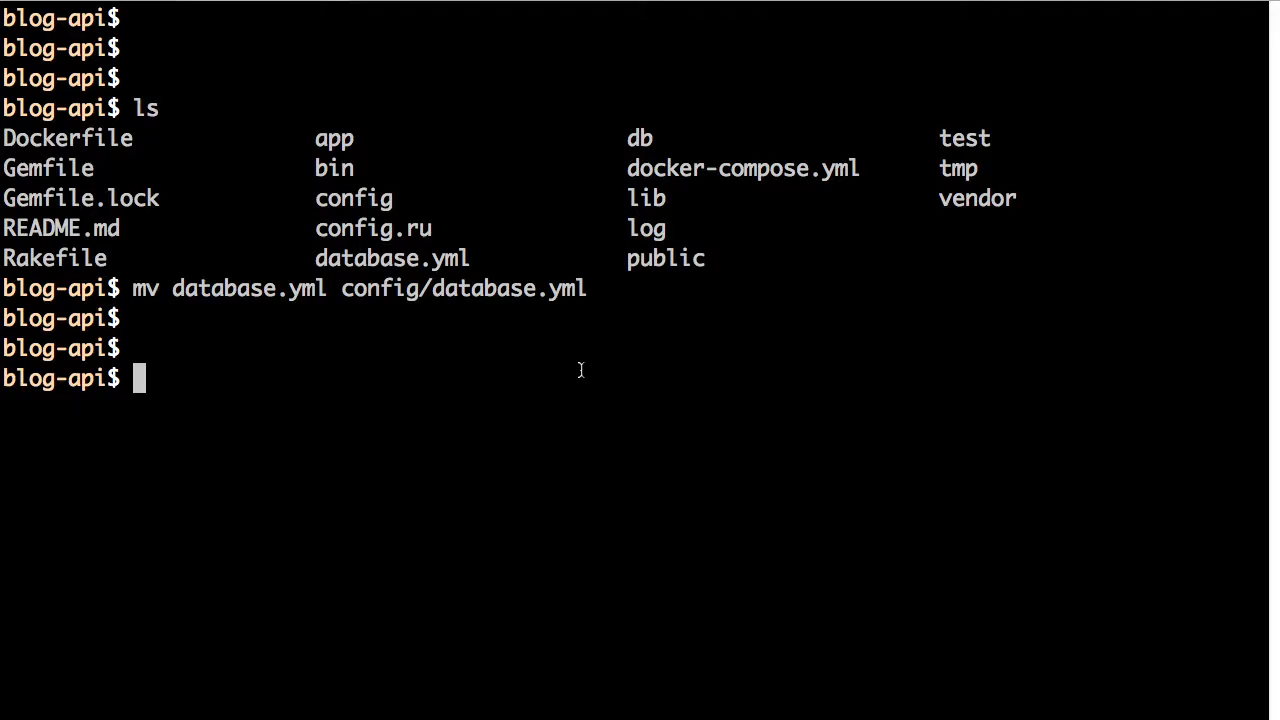 blog-api$
blog-api$
blog-api$
blog-api$ ls
Dockerfile app db test
Gemfile bin docker-compose.yml tmp
Gemfile.lock config lib vendor
README.md config.ru log
Rakefile database.yml public
blog-api$ mv database.yml config/database.yml
blog-api$
blog-api$
blog-api$